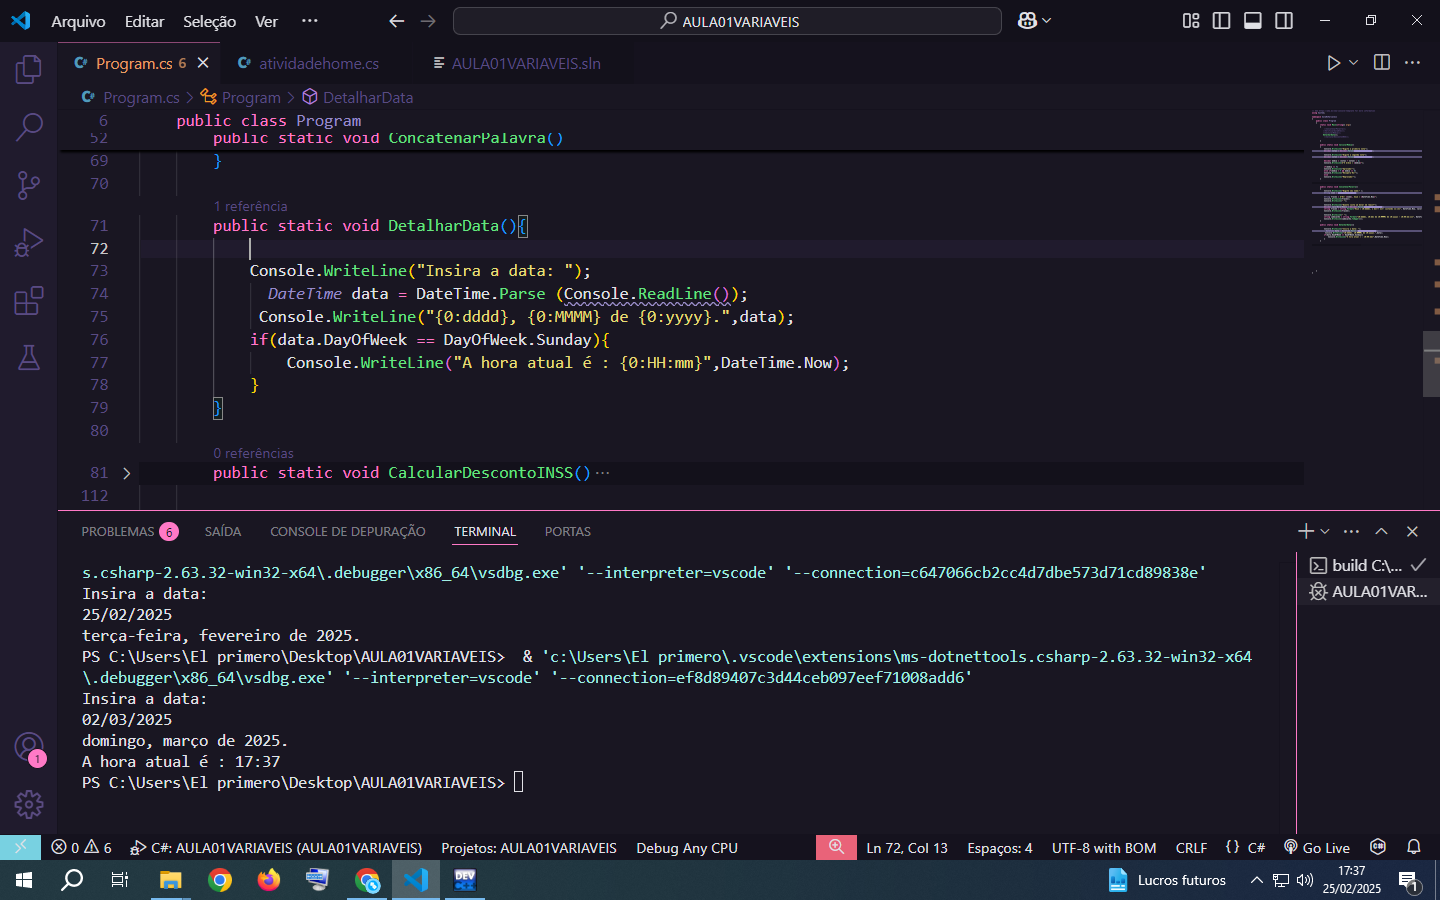 Arquivo Editar Seleção Ver ··· AULA01VARIAVEIS
Program.cs 6 atividadehome.cs AULA01VARIAVEIS.sln
Program.cs > Program > DetalharData
6 public class Program
52 public static void ConcatenarPalavra()
69 }
70
1 referência
71 public static void DetalharData(){
72
73 Console.WriteLine("Insira a data: ");
74 DateTime data = DateTime.Parse (Console.ReadLine());
75 Console.WriteLine("{0:dddd}, {0:MMMM} de {0:yyyy}.",data);
76 if(data.DayOfWeek == DayOfWeek.Sunday){
77 Console.WriteLine("A hora atual é : {0:HH:mm}",DateTime.Now);
78 }
79 }
80
0 referências
81 public static void CalcularDescontoINSS()···
112
PROBLEMAS 6 SAÍDA CONSOLE DE DEPURAÇÃO TERMINAL PORTAS
s.csharp-2.63.32-win32-x64\.debugger\x86_64\vsdbg.exe' '--interpreter=vscode' '--connection=c647066cb2cc4d7dbe573d71cd89838e'
Insira a data:
25/02/2025
terça-feira, fevereiro de 2025.
PS C:\Users\El primero\Desktop\AULA01VARIAVEIS>  & 'c:\Users\El primero\.vscode\extensions\ms-dotnettools.csharp-2.63.32-win32-x64
\.debugger\x86_64\vsdbg.exe' '--interpreter=vscode' '--connection=ef8d89407c3d44ceb097eef71008add6'
Insira a data:
02/03/2025
domingo, março de 2025.
A hora atual é : 17:37
PS C:\Users\El primero\Desktop\AULA01VARIAVEIS>
build C:\...
AULA01VAR...
1
0 6 C#: AULA01VARIAVEIS (AULA01VARIAVEIS) Projetos: AULA01VARIAVEIS Debug Any CPU Ln 72, Col 13 Espaços: 4 UTF-8 with BOM CRLF {} C# Go Live
DEV
Lucros futuros
17:37
25/02/2025
1